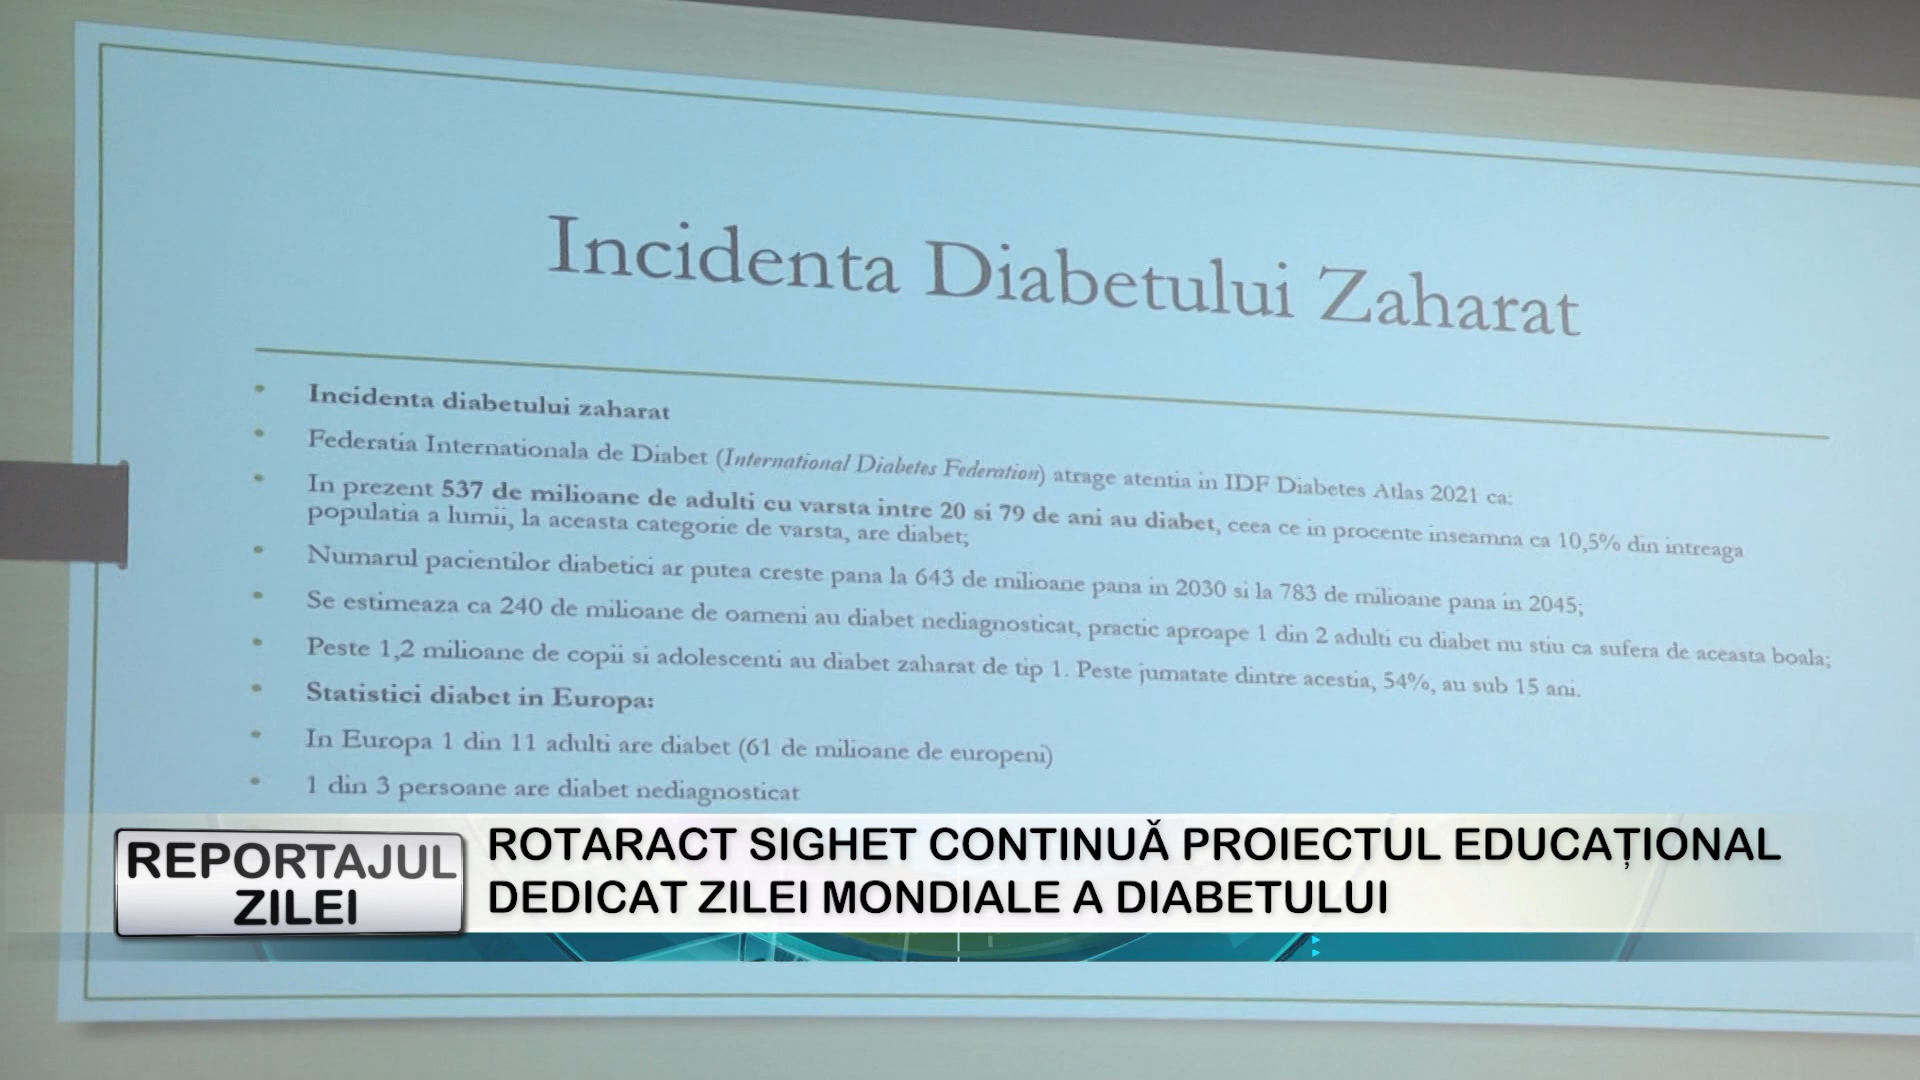 Incidenta Diabetului Zaharat
Incidenta diabetului zaharat
Federatia Internationala de Diabet (International Diabetes Federation) atrage atentia in IDF Diabetes Atlas 2021 ca:
In prezent 537 de milioane de adulti cu varsta intre 20 si 79 de ani au diabet, ceea ce in procente inseamna ca 10,5% din intreaga
populatia a lumii, la aceasta categorie de varsta, are diabet;
Numarul pacientilor diabetici ar putea creste pana la 643 de milioane pana in 2030 si la 783 de milioane pana in 2045;
Se estimeaza ca 240 de milioane de oameni au diabet nediagnosticat, practic aproape 1 din 2 adulti cu diabet nu stiu ca sufera de aceasta boala;
Peste 1,2 milioane de copii si adolescenti au diabet zaharat de tip 1. Peste jumatate dintre acestia, 54%, au sub 15 ani.
Statistici diabet in Europa:
In Europa 1 din 11 adulti are diabet (61 de milioane de europeni)
1 din 3 persoane are diabet nediagnosticat
REPORTAJUL
ZILEI
ROTARACT SIGHET CONTINUĂ PROIECTUL EDUCAȚIONAL
DEDICAT ZILEI MONDIALE A DIABETULUI